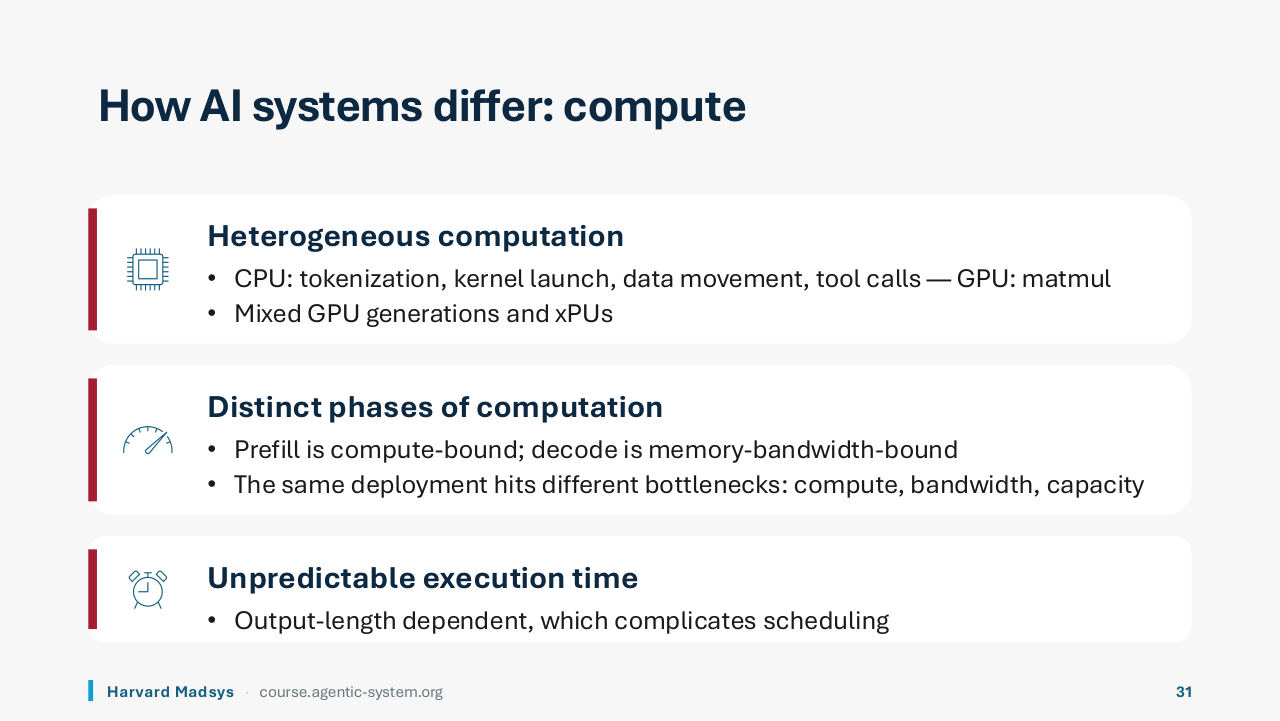 How AI systems differ: compute
Heterogeneous computation
• CPU: tokenization, kernel launch, data movement, tool calls — GPU: matmul
• Mixed GPU generations and xPUs
Distinct phases of computation
• Prefill is compute-bound; decode is memory-bandwidth-bound
• The same deployment hits different bottlenecks: compute, bandwidth, capacity
Unpredictable execution time
• Output-length dependent, which complicates scheduling
Harvard Madsys · course.agentic-system.org
31